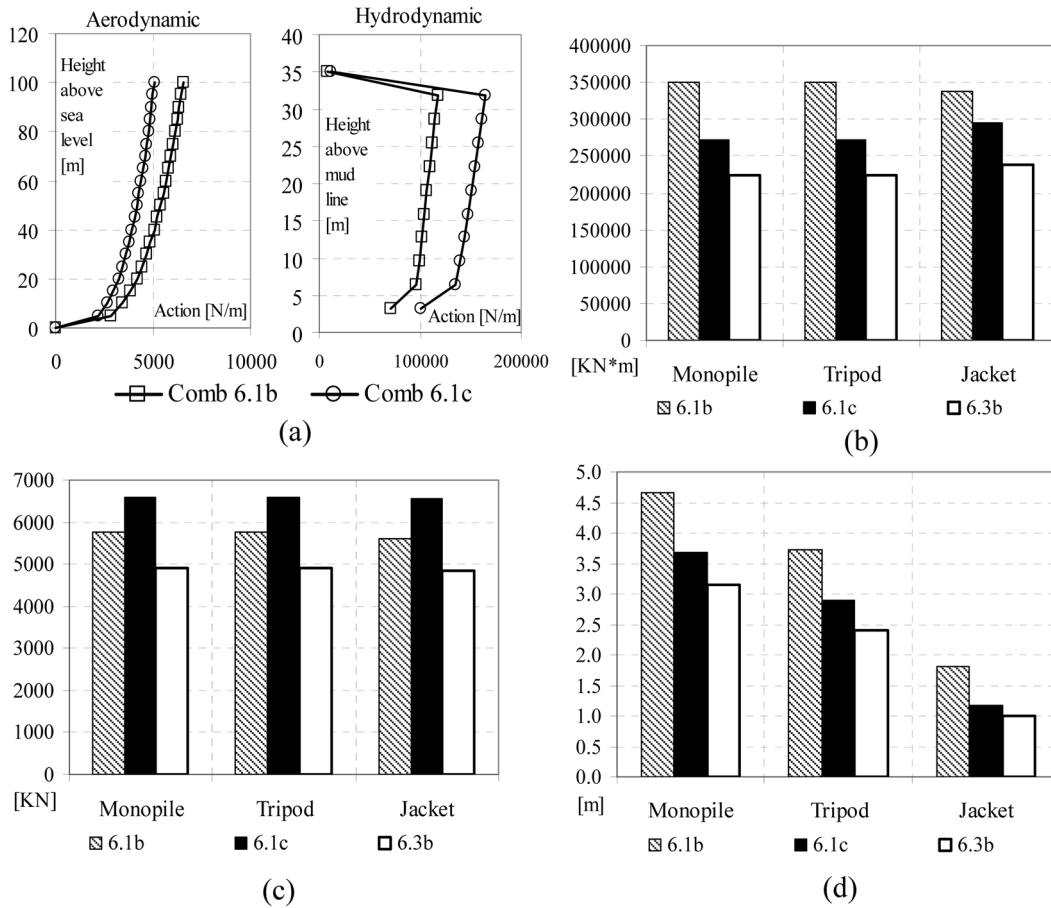 Aerodynamic
120
100
80
60
40
20
0
Height
above
sea
level
[m]
Action [N/m]
0
5000
10000
Hydrodynamic
40
35
30
25
20
15
10
5
0
Height
above
mud
line
[m]
Action [N/m]
0
100000
200000
Comb 6.1b
Comb 6.1c
(a)
400000
350000
300000
250000
200000
150000
100000
50000
0
[KN*m]
Monopile
Tripod
Jacket
6.1b
6.1c
6.3b
(b)
7000
6000
5000
4000
3000
2000
1000
0
[KN]
Monopile
Tripod
Jacket
6.1b
6.1c
6.3b
(c)
5.0
4.5
4.0
3.5
3.0
2.5
2.0
1.5
1.0
0.5
0.0
[m]
Monopile
Tripod
Jacket
6.1b
6.1c
6.3b
(d)